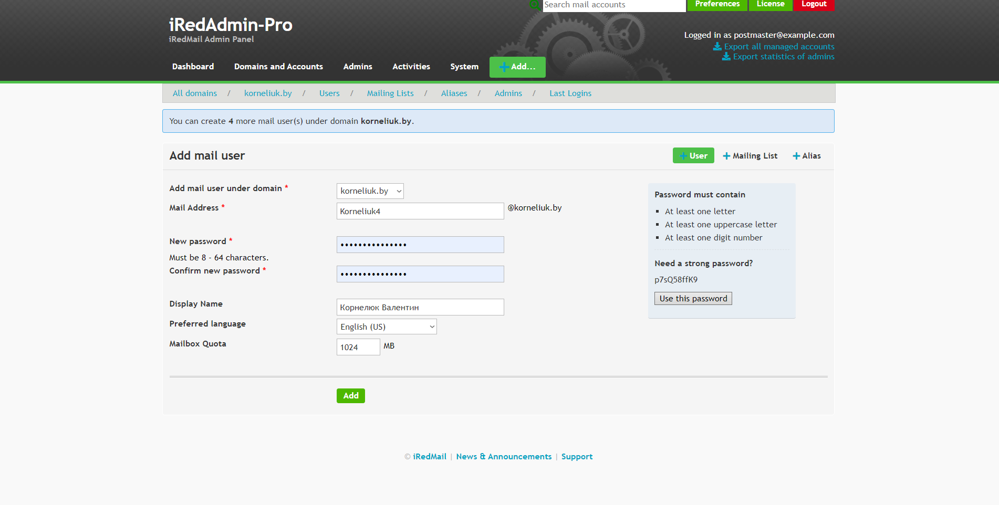 Search mail accounts
Preferences
License
Logout
iRedAdmin-Pro
iRedMail Admin Panel
Logged in as postmaster@example.com
Export all managed accounts
Export statistics of admins
Dashboard
Domains and Accounts
Admins
Activities
System
Add...
All domains / korneliuk.by / Users / Mailing Lists / Aliases / Admins / Last Logins
You can create 4 more mail user(s) under domain korneliuk.by.
Add mail user
User
Mailing List
Alias
Add mail user under domain *
korneliuk.by
Mail Address *
Korneliuk4
@korneliuk.by
New password *
•••••••••••••••
Must be 8 - 64 characters.
Confirm new password *
•••••••••••••••
Display Name
Корнелюк Валентин
Preferred language
English (US)
Mailbox Quota
1024
MB
Add
Password must contain
At least one letter
At least one uppercase letter
At least one digit number
Need a strong password?
p7sQ58ffK9
Use this password
© iRedMail | News & Announcements | Support